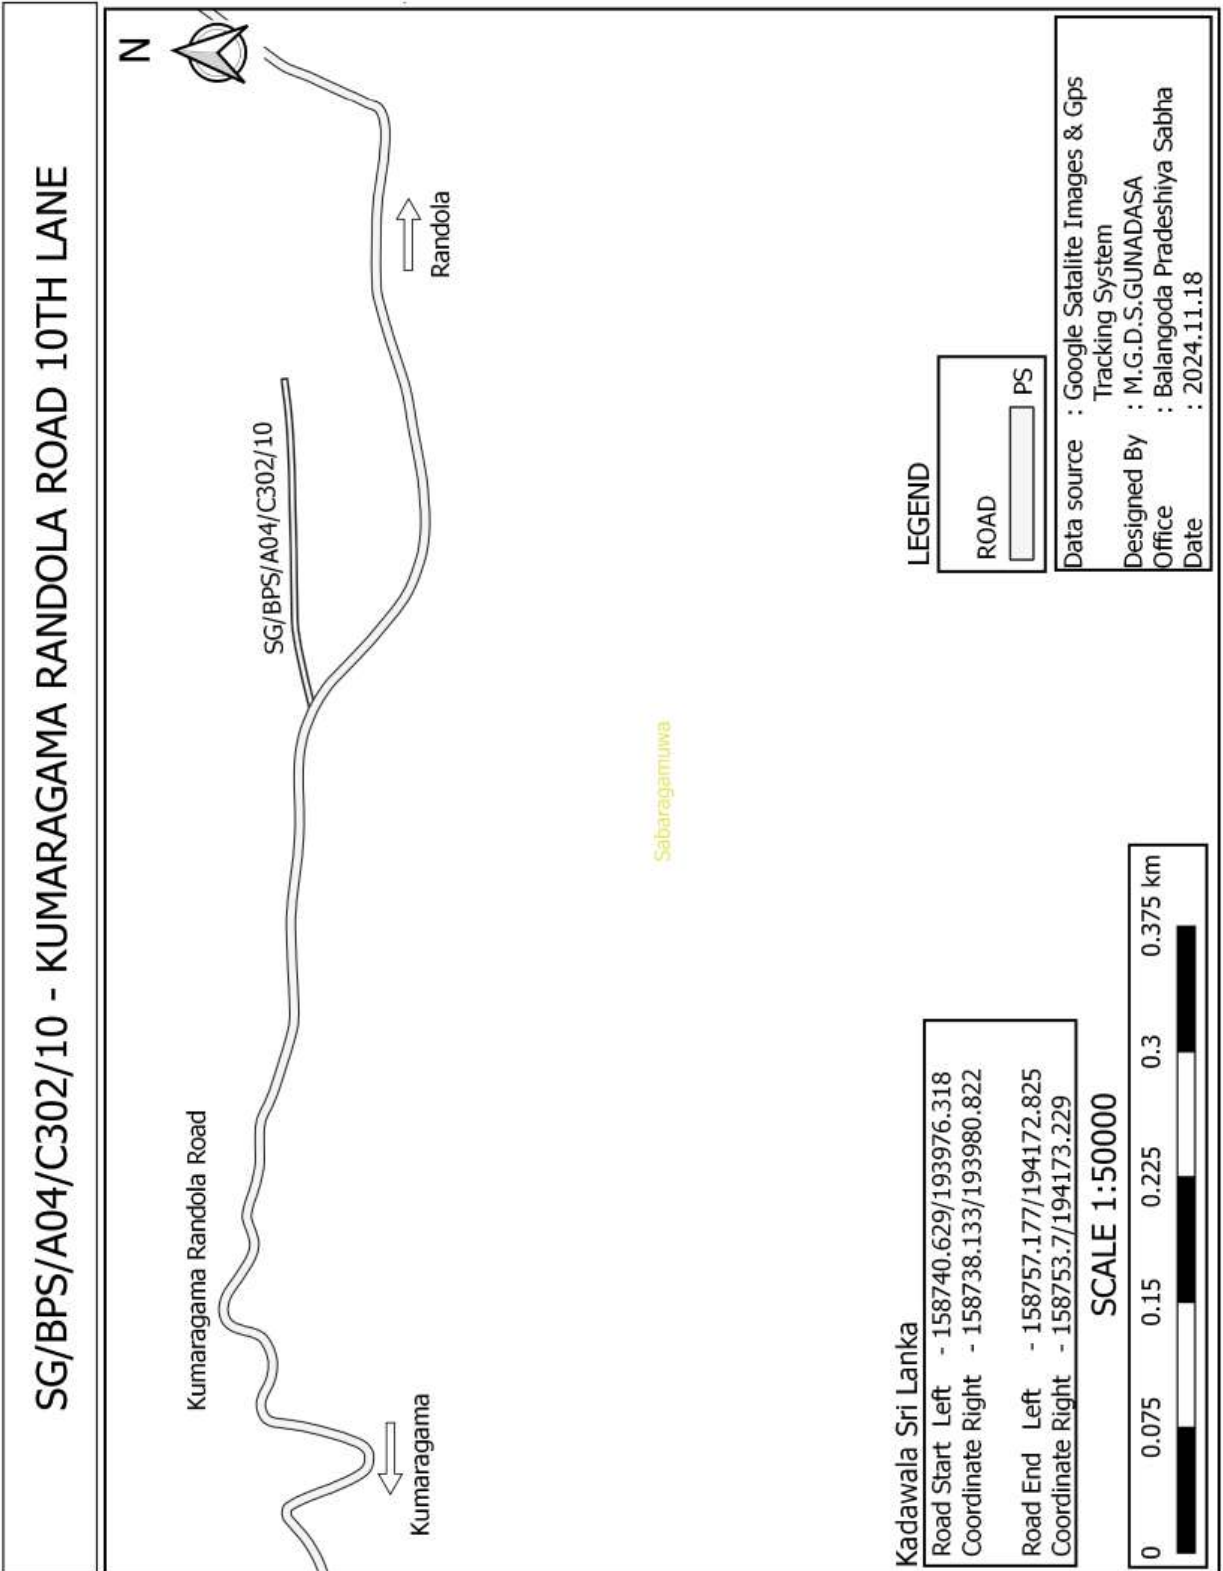 SG/BPS/A04/C302/10 - KUMARAGAMA RANDOLA ROAD 10TH LANE
N
Kumaragama Randola Road
SG/BPS/A04/C302/10
Randola
Kumaragama
Sabaragamuwa
Kadawala Sri Lanka
Road Start Left - 158740.629/193976.318
Coordinate Right - 158738.133/193980.822
Road End Left - 158757.177/194172.825
Coordinate Right - 158753.7/194173.229
SCALE 1:50000
0 0.075 0.15 0.225 0.3 0.375 km
LEGEND
ROAD
PS
Data source : Google Satalite Images & Gps
Tracking System
Designed By : M.G.D.S.GUNADASA
Office : Balangoda Pradeshiya Sabha
Date : 2024.11.18